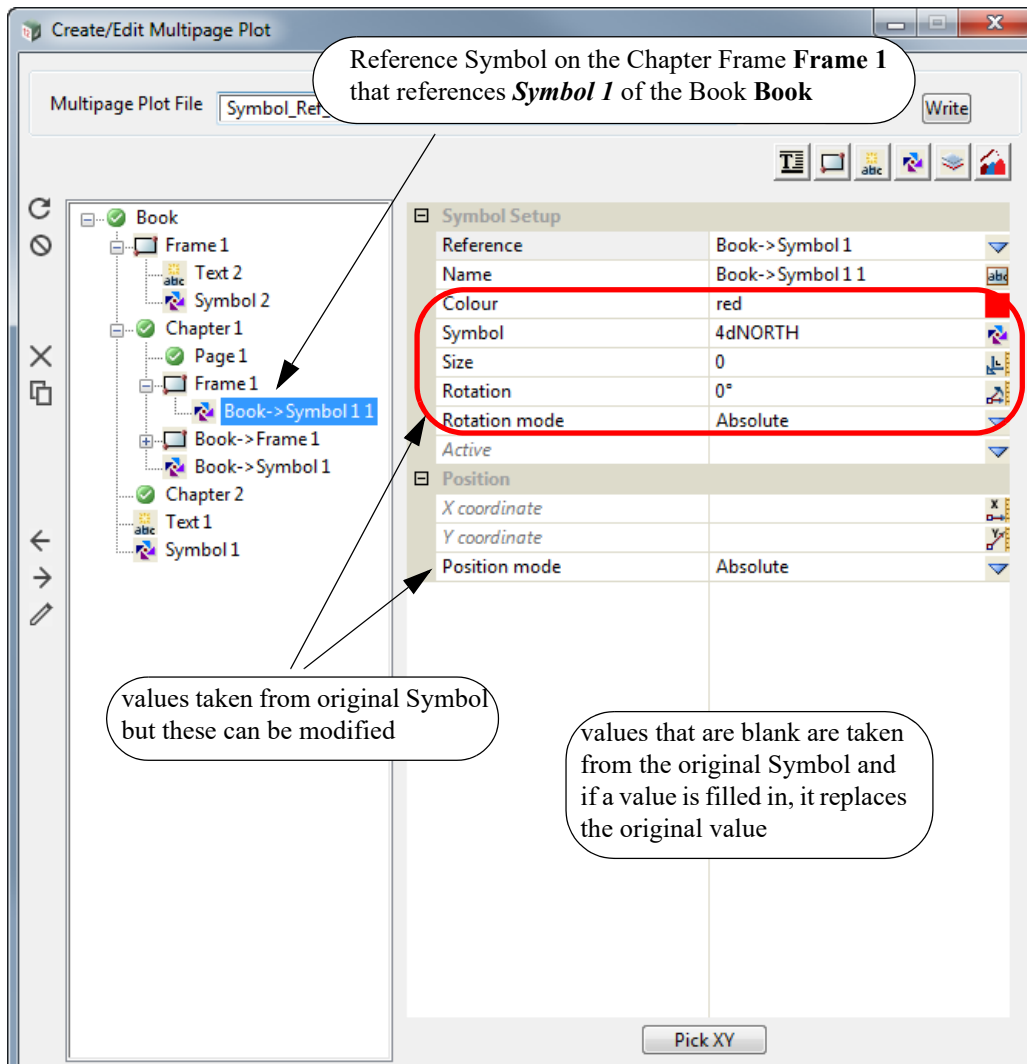 Create/Edit Multipage Plot
Reference Symbol on the Chapter Frame Frame 1
that references Symbol 1 of the Book Book
Multipage Plot File
Symbol_Ref_
Write
T
abc
Book
Frame 1
abc
Text 2
Symbol 2
Chapter 1
Page 1
Frame 1
Book->Symbol 1 1
Book->Frame 1
Book->Symbol 1
Chapter 2
abc
Text 1
Symbol 1
Symbol Setup
Reference Book->Symbol 1
Name Book->Symbol 1 1 abc
Colour red
Symbol 4dNORTH
Size 0
Rotation 0°
Rotation mode Absolute
Active
Position
X coordinate X
Y coordinate Y
Position mode Absolute
values taken from original Symbol
but these can be modified
values that are blank are taken
from the original Symbol and
if a value is filled in, it replaces
the original value
Pick XY